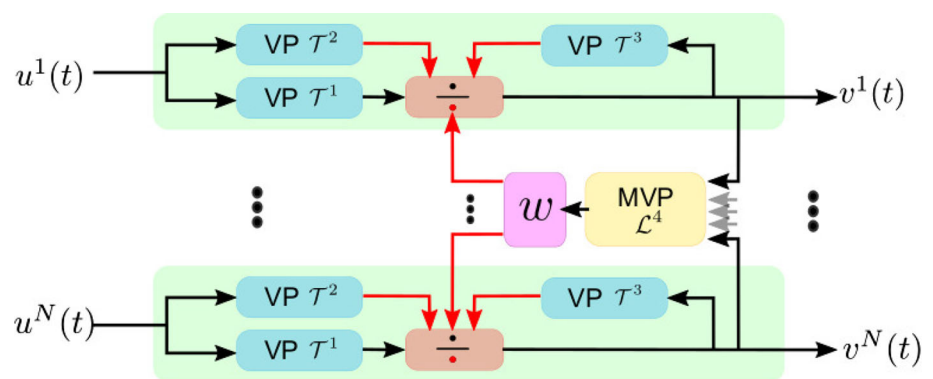 u¹(t)
VP 𝒯²
VP 𝒯³
VP 𝒯¹
÷
v¹(t)
w
MVP
ℒ⁴
uᴺ(t)
VP 𝒯²
VP 𝒯³
VP 𝒯¹
÷
vᴺ(t)